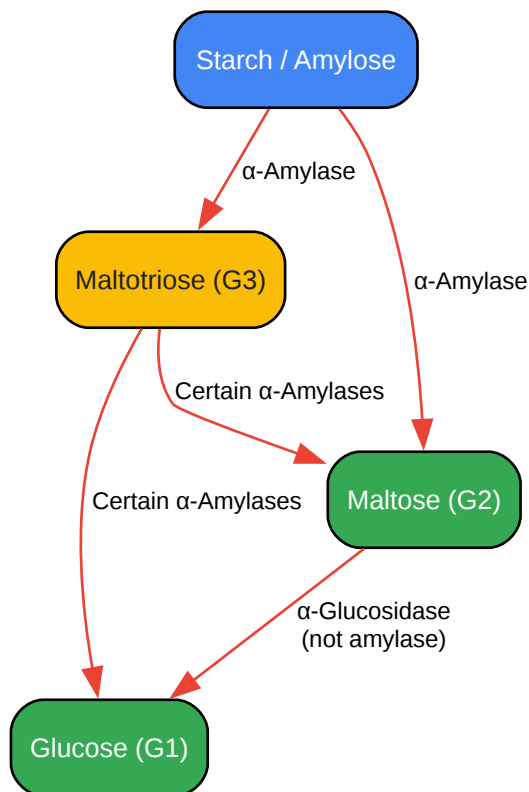 Starch / Amylose
α-Amylase
Maltotriose (G3)
α-Amylase
Certain α-Amylases
Certain α-Amylases
Maltose (G2)
α-Glucosidase
(not amylase)
Glucose (G1)